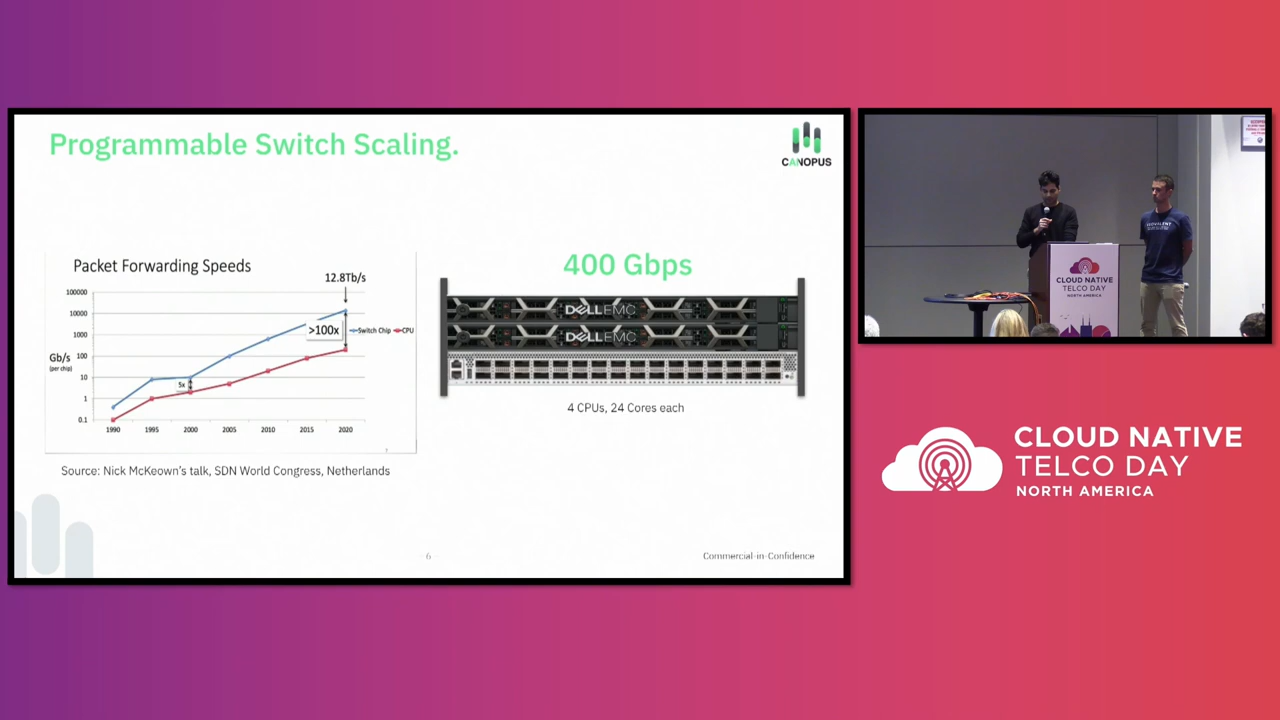 Programmable Switch Scaling.
CANOPUS
Packet Forwarding Speeds
12.8Tb/s
100000
10000
1000
100
10
1
0.1
Gb/s
(per chip)
>100x
5x
Switch Chip
CPU
1990
1995
2000
2005
2010
2015
2020
Source: Nick McKeown's talk, SDN World Congress, Netherlands
400 Gbps
DELLEMC
DELLEMC
4 CPUs, 24 Cores each
- 6 -
Commercial-in-Confidence
CLOUD NATIVE
TELCO DAY
NORTH AMERICA
CLOUD NATIVE
TELCO DAY
NORTH AMERICA